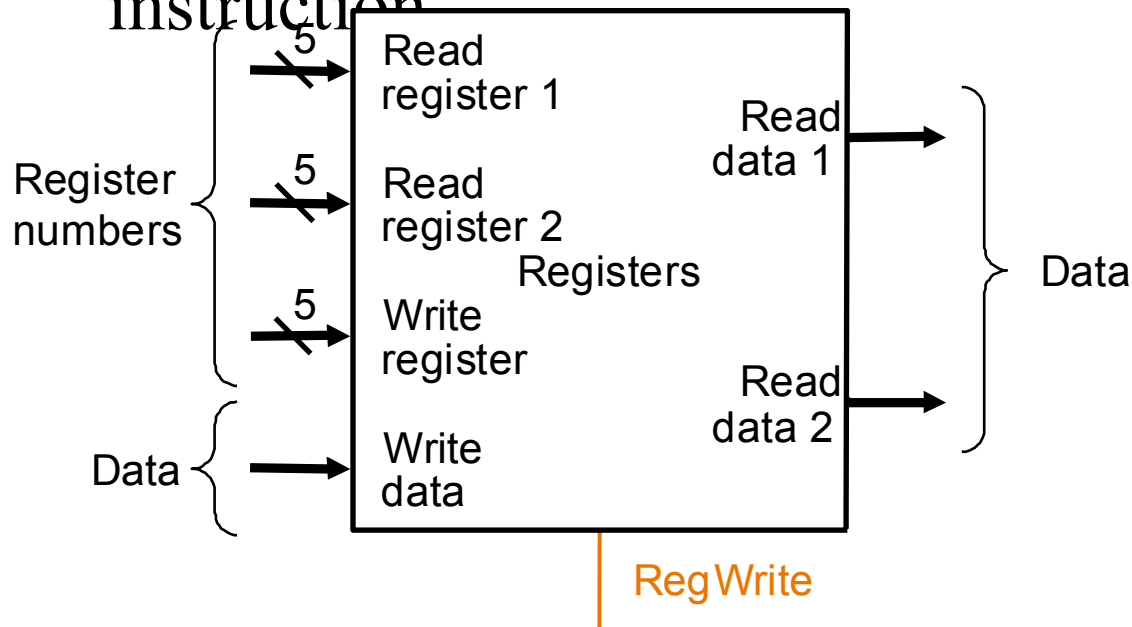 instruction
5
Read
register 1
Read
data 1
5
Register
numbers
Read
register 2
Registers
Data
5
Write
register
Read
data 2
Data
Write
data
RegWrite